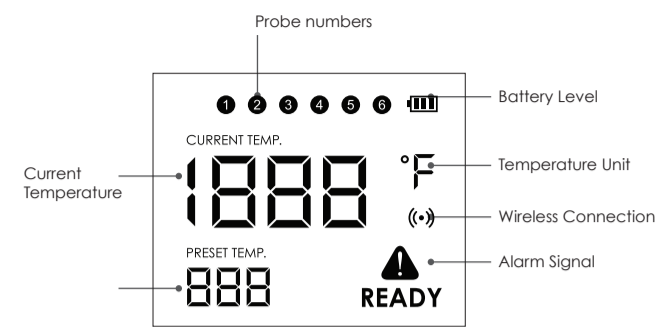 Probe numbers
1 2 3 4 5 6
Battery Level
CURRENT TEMP.
Current
Temperature
1888
°F
Temperature Unit
Wireless Connection
PRESET TEMP.
888
Alarm Signal
READY